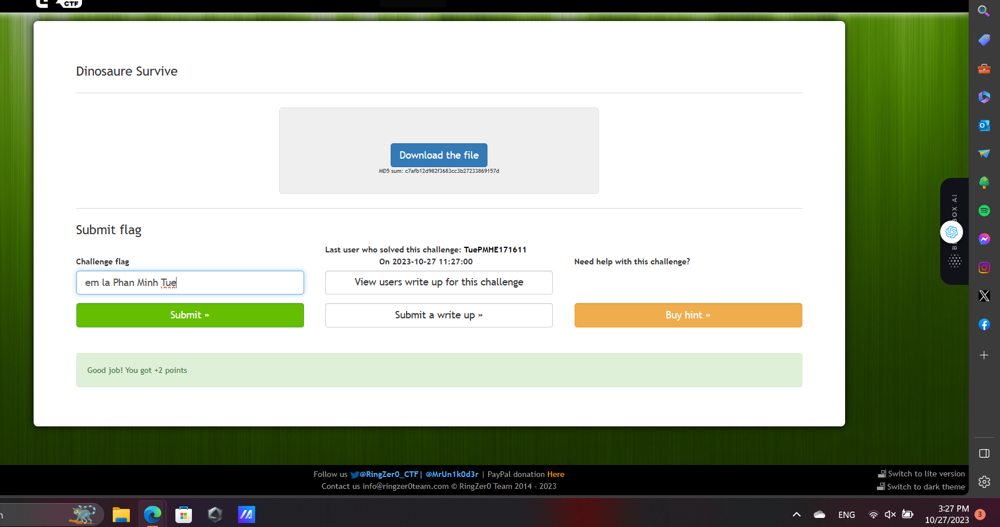 CTF
Dinosaure Survive
Download the file
MD5 sum: c7afb12d982f3683cc3b27233869157d
Submit flag
Last user who solved this challenge: TuePMHE171611
On 2023-10-27 11:27:00
Challenge flag
Need help with this challenge?
em la Phan Minh Tue
View users write up for this challenge
Submit »
Submit a write up »
Buy hint »
Good job! You got +2 points
BOX AI
Follow us @RingZer0_CTF| @MrUn1k0d3r | PayPal donation Here
Contact us info@ringzer0team.com © RingZer0 Team 2014 - 2023
Switch to lite version
Switch to dark theme
ENG
3:27 PM
10/27/2023
3